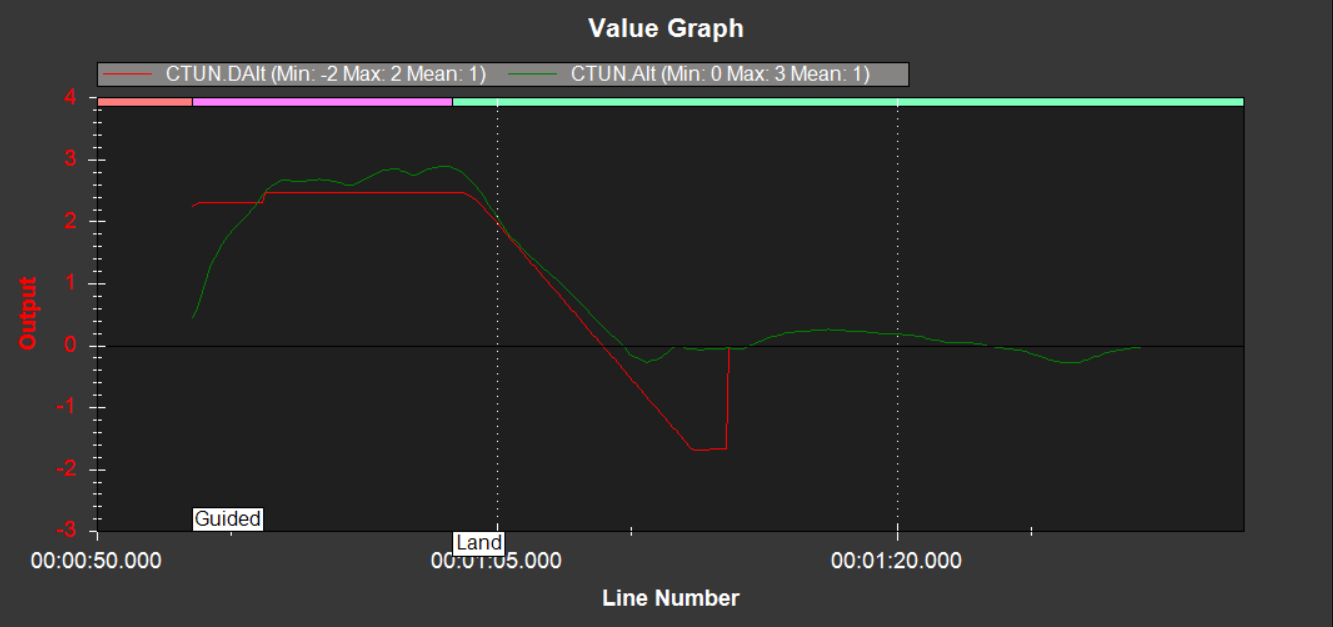 Value Graph
CTUN.DAlt (Min: -2 Max: 2 Mean: 1) CTUN.Alt (Min: 0 Max: 3 Mean: 1)
4
3
2
1
0
-1
-2
-3
Output
Guided
Land
00:00:50.000 00:01:05.000 00:01:20.000
Line Number